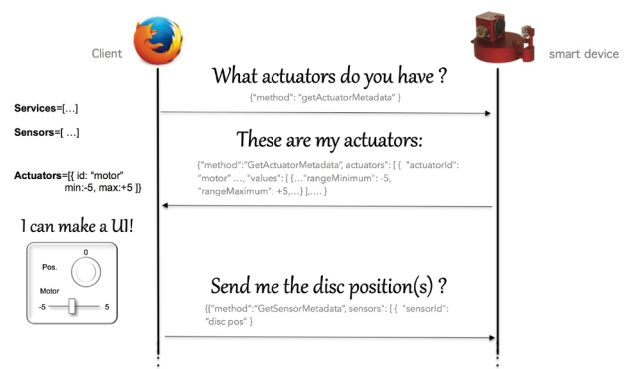 Client
smart device
What actuators do you have ?
{"method": "getActuatorMetadata" }
Services=[…]
Sensors=[ …]
These are my actuators:
{"method":"GetActuatorMetadata", actuators": [ {  "actuatorId":
"motor" …, "values": [ {…"rangeMinimum": -5,
"rangeMaximum": +5,…} ],…. }
Actuators=[{ id: "motor"
min:-5, max:+5 ]}
I can make a UI!
0
Pos.
Motor
-5
5
Send me the disc position(s) ?
{{"method":"GetSensorMetadata", sensors": [ {  "sensorId":
"disc pos" }